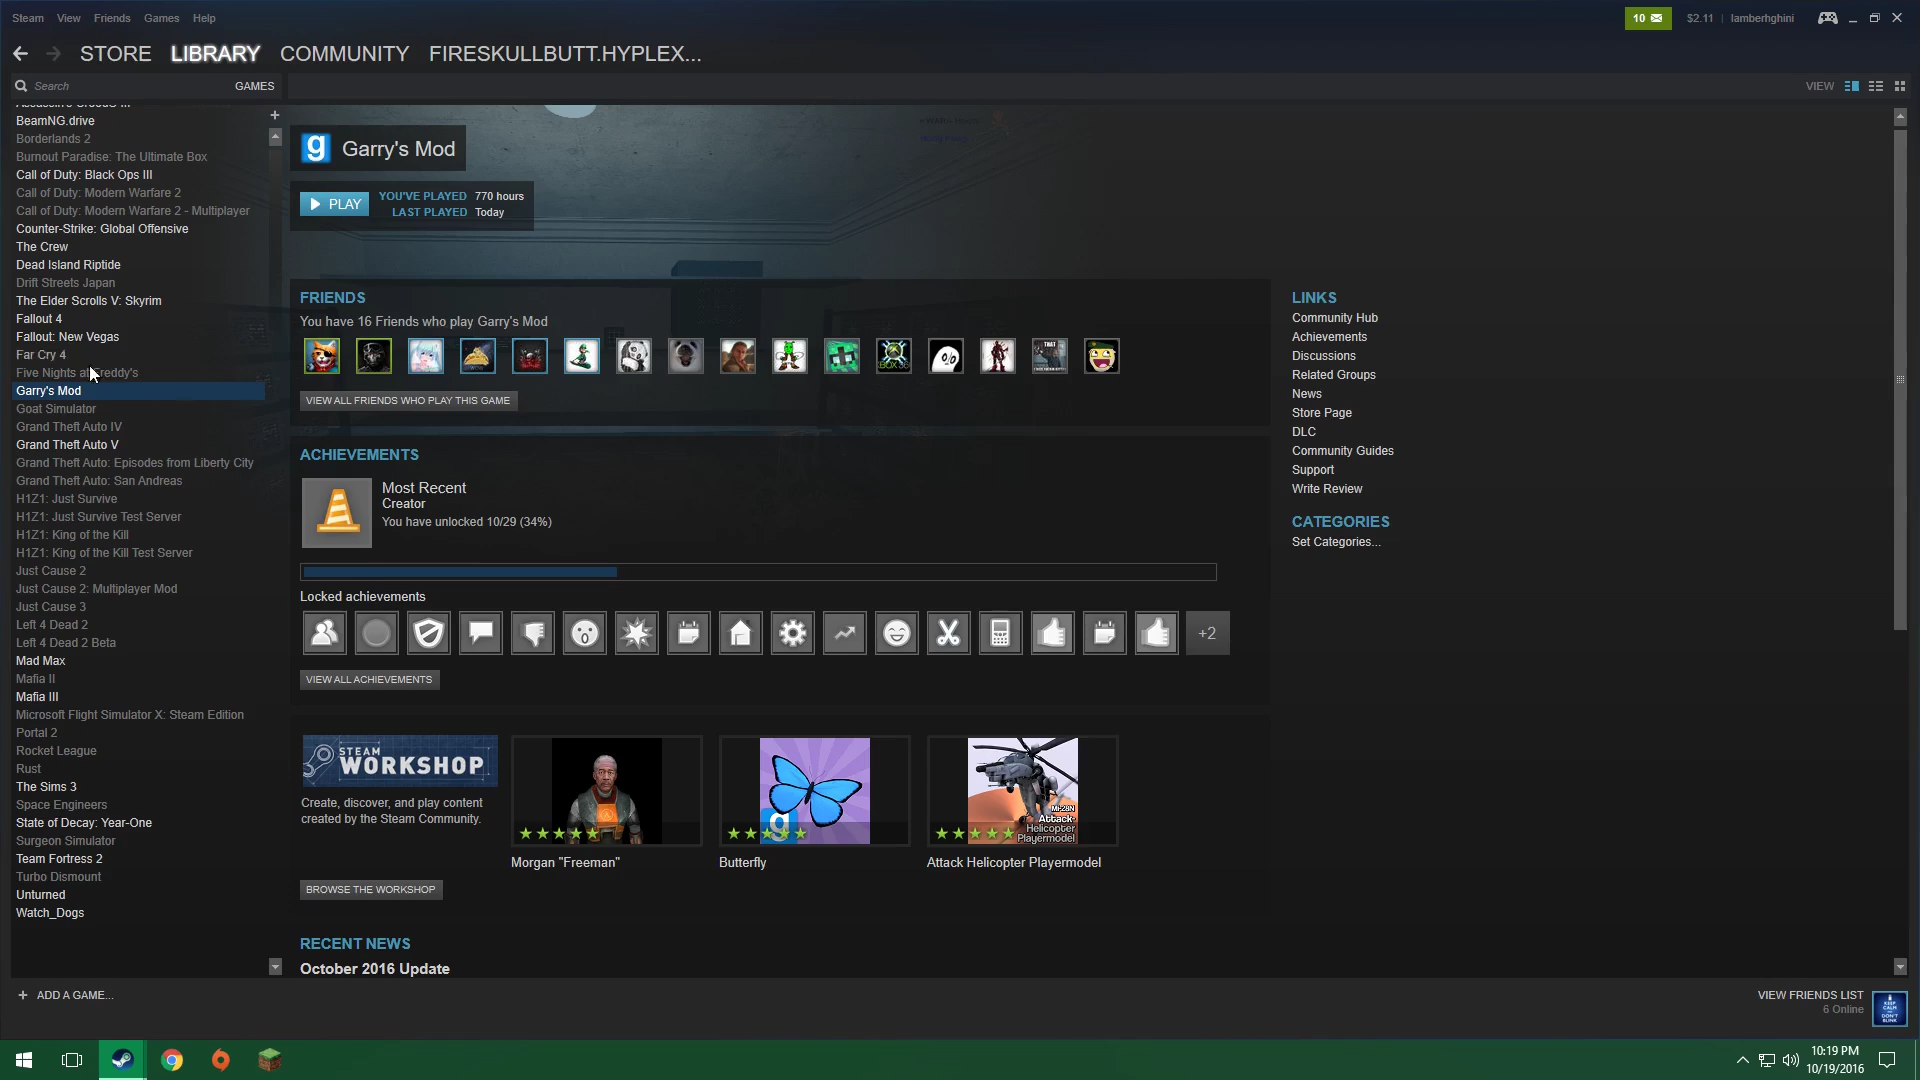 Steam View Friends Games Help
10 $2.11 lamberhghini
STORE LIBRARY COMMUNITY FIRESKULLBUTT.HYPLEX...
Search GAMES VIEW
BeamNG.drive
Borderlands 2
Burnout Paradise: The Ultimate Box
Call of Duty: Black Ops III
Call of Duty: Modern Warfare 2
Call of Duty: Modern Warfare 2 - Multiplayer
Counter-Strike: Global Offensive
The Crew
Dead Island Riptide
Drift Streets Japan
The Elder Scrolls V: Skyrim
Fallout 4
Fallout: New Vegas
Far Cry 4
Five Nights at Freddy's
Garry's Mod
Goat Simulator
Grand Theft Auto IV
Grand Theft Auto V
Grand Theft Auto: Episodes from Liberty City
Grand Theft Auto: San Andreas
H1Z1: Just Survive
H1Z1: Just Survive Test Server
H1Z1: King of the Kill
H1Z1: King of the Kill Test Server
Just Cause 2
Just Cause 2: Multiplayer Mod
Just Cause 3
Left 4 Dead 2
Left 4 Dead 2 Beta
Mad Max
Mafia II
Mafia III
Microsoft Flight Simulator X: Steam Edition
Portal 2
Rocket League
Rust
The Sims 3
Space Engineers
State of Decay: Year-One
Surgeon Simulator
Team Fortress 2
Turbo Dismount
Unturned
Watch_Dogs
+ ADD A GAME...
g Garry's Mod
PLAY
YOU'VE PLAYED 770 hours
LAST PLAYED Today
FRIENDS
You have 16 Friends who play Garry's Mod
VIEW ALL FRIENDS WHO PLAY THIS GAME
ACHIEVEMENTS
Most Recent
Creator
You have unlocked 10/29 (34%)
Locked achievements
+2
VIEW ALL ACHIEVEMENTS
STEAM
WORKSHOP
Create, discover, and play content
created by the Steam Community.
BROWSE THE WORKSHOP
Morgan "Freeman"
g
Butterfly
Mi-28N
Attack
Helicopter
Playermodel
Attack Helicopter Playermodel
RECENT NEWS
October 2016 Update
LINKS
Community Hub
Achievements
Discussions
Related Groups
News
Store Page
DLC
Community Guides
Support
Write Review
CATEGORIES
Set Categories...
VIEW FRIENDS LIST
6 Online
KEEP
CALM
DON'T
BLINK
10:19 PM
10/19/2016